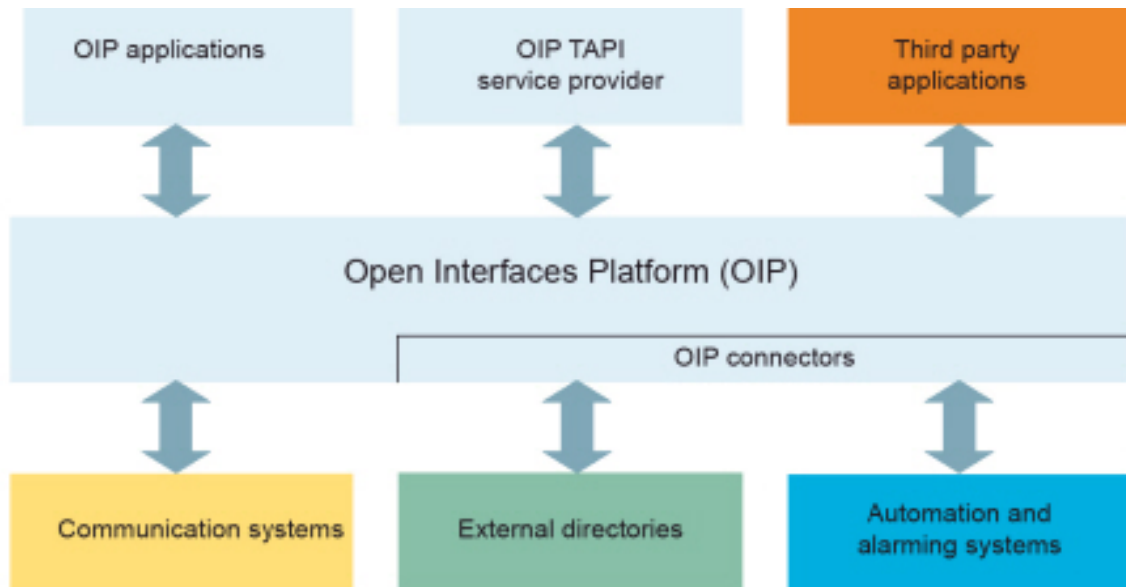 OIP applications
OIP TAPI
service provider
Third party
applications
Open Interfaces Platform (OIP)
OIP connectors
Communication systems
External directories
Automation and
alarming systems